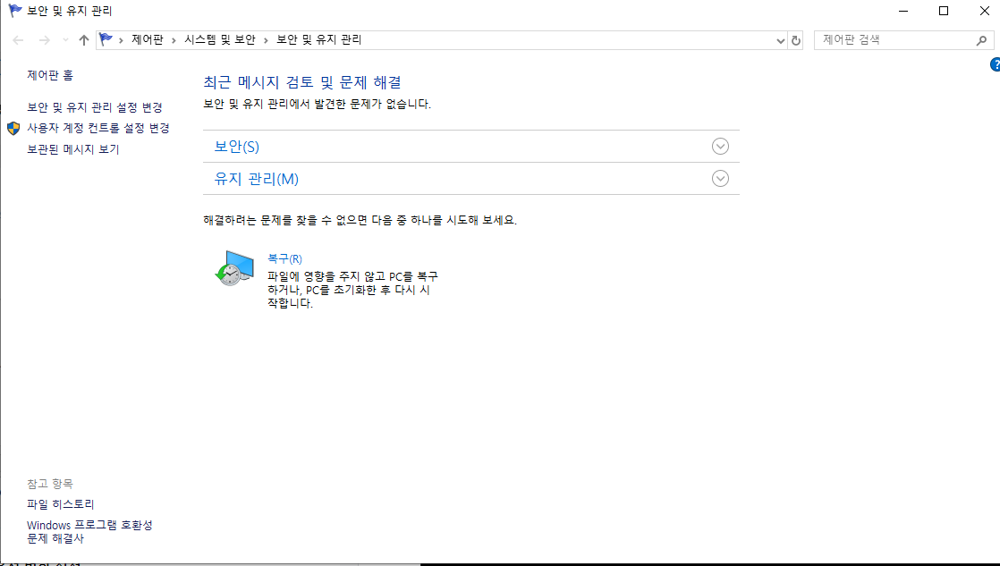 보안 및 유지 관리
제어판 > 시스템 및 보안 > 보안 및 유지 관리
제어판 검색
제어판 홈
보안 및 유지 관리 설정 변경
사용자 계정 컨트롤 설정 변경
보관된 메시지 보기
최근 메시지 검토 및 문제 해결
보안 및 유지 관리에서 발견한 문제가 없습니다.
보안(S)
유지 관리(M)
해결하려는 문제를 찾을 수 없으면 다음 중 하나를 시도해 보세요.
복구(R)
파일에 영향을 주지 않고 PC를 복구
하거나, PC를 초기화한 후 다시 시
작합니다.
참고 항목
파일 히스토리
Windows 프로그램 호환성
문제 해결사